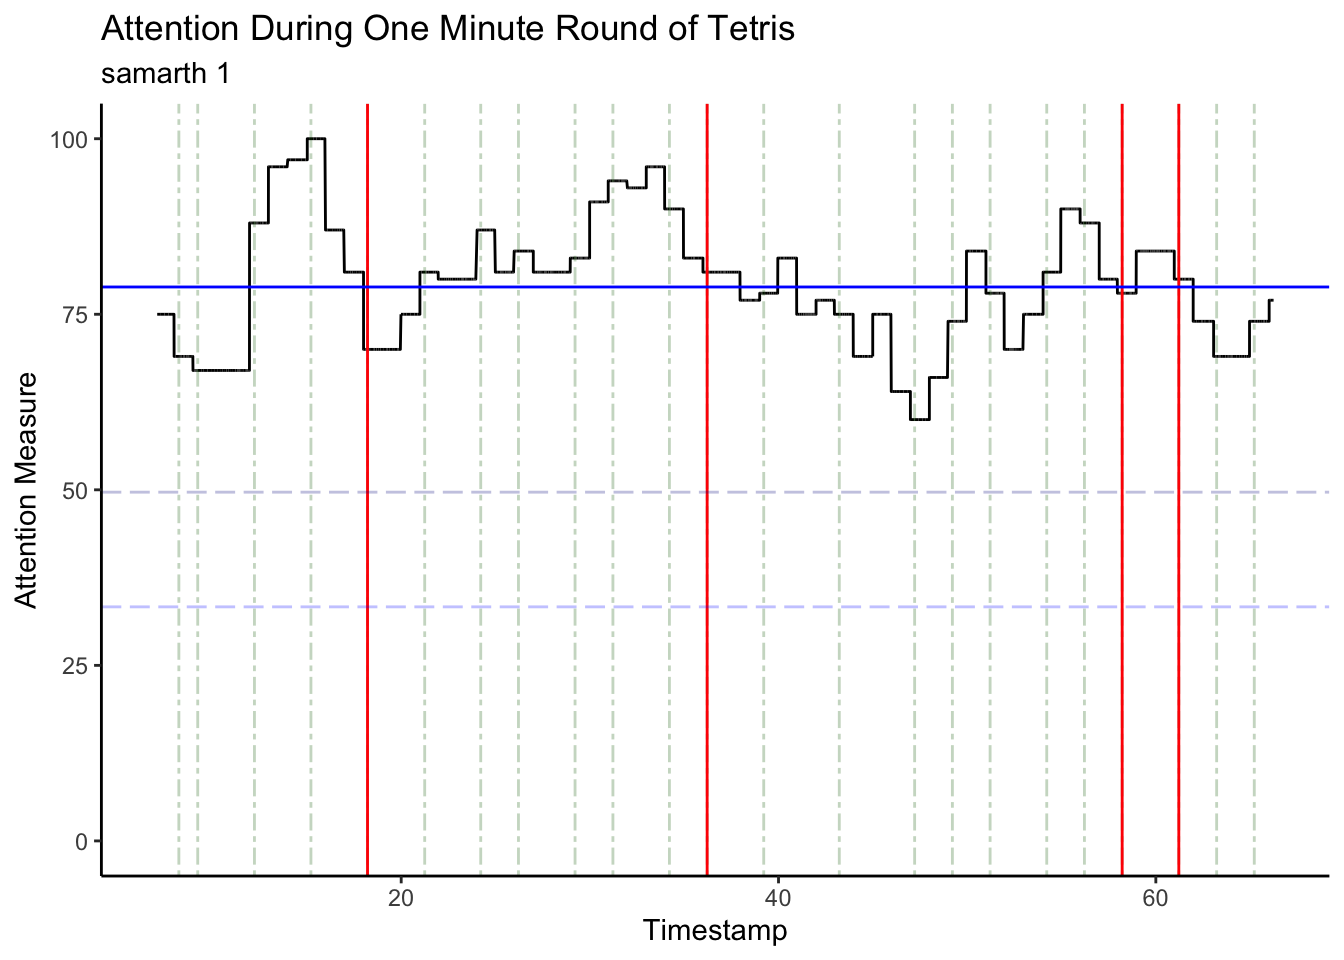 Attention During One Minute Round of Tetris
samarth 1
100
75
50
25
0
Attention Measure
20 40 60
Timestamp